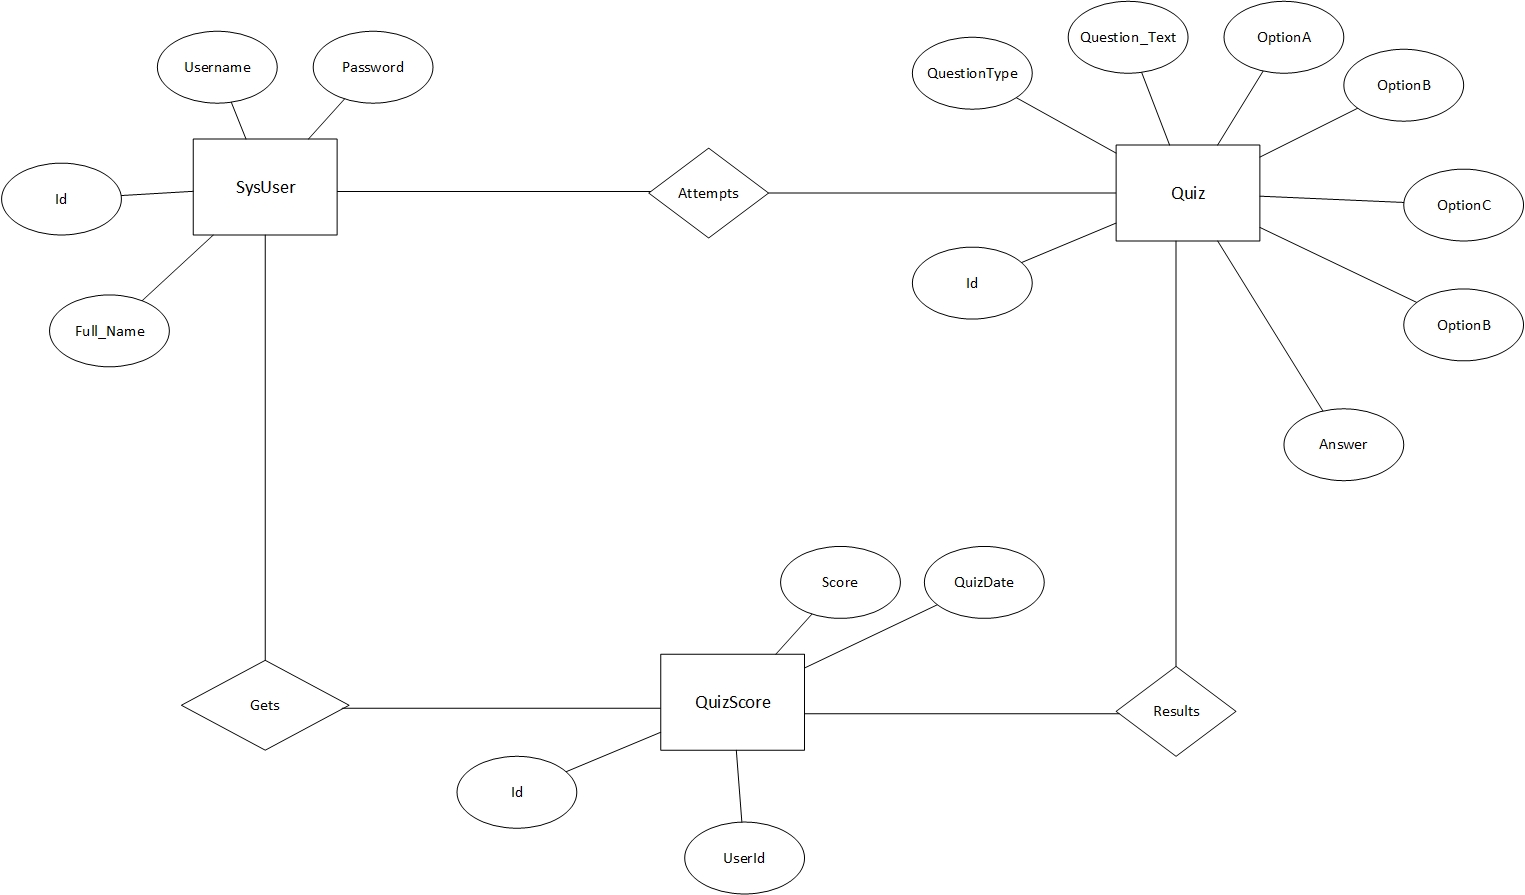 Question_Text
OptionA
Username
Password
QuestionType
OptionB
SysUser
Attempts
Quiz
Id
OptionC
Id
Full_Name
OptionB
Answer
Score
QuizDate
Gets
QuizScore
Results
Id
UserId